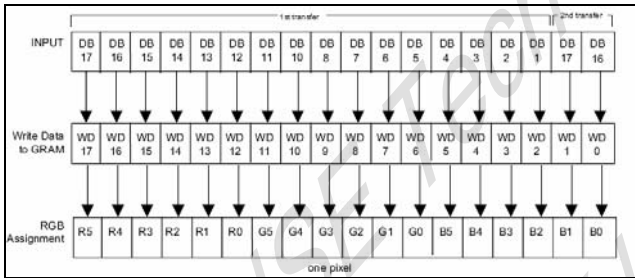 1st transfer 2nd transfer
INPUT DB 17 DB 16 DB 15 DB 14 DB 13 DB 12 DB 11 DB 10 DB 8 DB 7 DB 6 DB 5 DB 4 DB 3 DB 2 DB 1 DB 17 DB 16
Write Data to GRAM WD 17 WD 16 WD 15 WD 14 WD 13 WD 12 WD 11 WD 10 WD 9 WD 8 WD 7 WD 6 WD 5 WD 4 WD 3 WD 2 WD 1 WD 0
RGB Assignment R5 R4 R3 R2 R1 R0 G5 G4 G3 G2 G1 G0 B5 B4 B3 B2 B1 B0
one pixel